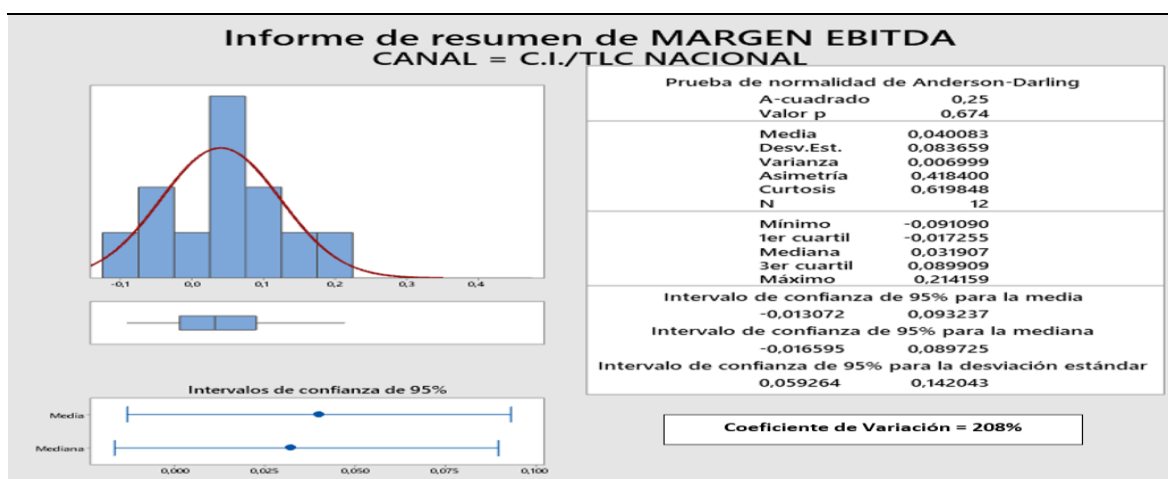 Informe de resumen de MARGEN EBITDA
CANAL = C.I./TLC NACIONAL
-0,1 0,0 0,1 0,2 0,3 0,4
Intervalos de confianza de 95%
Media
Mediana
0,000 0,025 0,050 0,075 0,100
Prueba de normalidad de Anderson-Darling
A-cuadrado 0,25
Valor p 0,674
Media 0,040083
Desv.Est. 0,083659
Varianza 0,006999
Asimetría 0,418400
Curtosis 0,619848
N 12
Mínimo -0,091090
1er cuartil -0,017255
Mediana 0,031907
3er cuartil 0,089909
Máximo 0,214159
Intervalo de confianza de 95% para la media
-0,013072 0,093237
Intervalo de confianza de 95% para la mediana
-0,016595 0,089725
Intervalo de confianza de 95% para la desviación estándar
0,059264 0,142043
Coeficiente de Variación = 208%